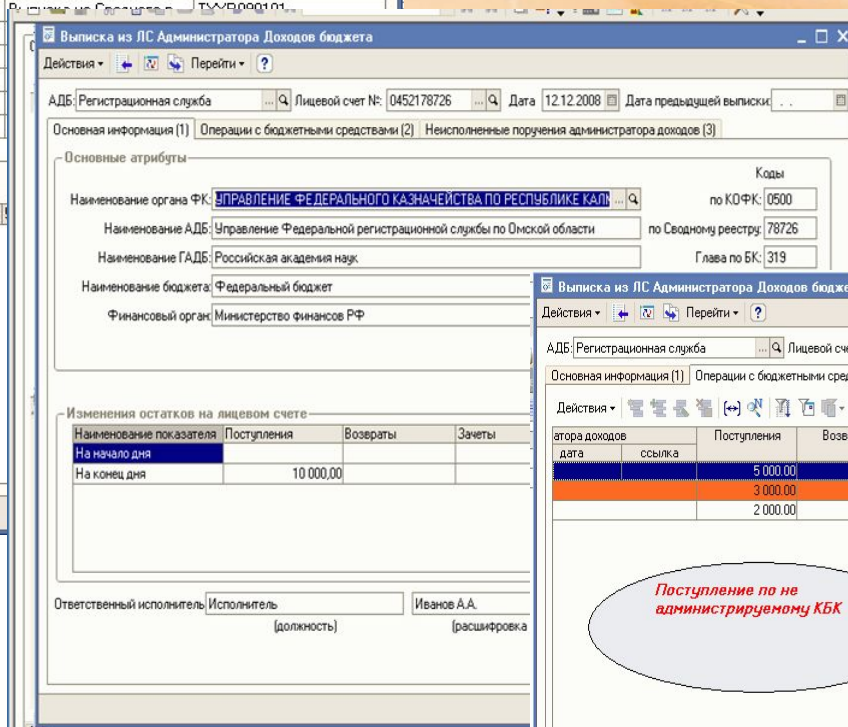 Выписка из ЛС Администратора Доходов бюджета
Действия Перейти ?
АДБ: Регистрационная служба ... Лицевой счет №: 0452178726 ... Дата 12.12.2008 Дата предыдущей выписки: . .
Основная информация (1) Операции с бюджетными средствами (2) Неисполненные поручения администратора доходов (3)
Основные атрибуты
Коды
Наименование органа ФК: УПРАВЛЕНИЕ ФЕДЕРАЛЬНОГО КАЗНАЧЕЙСТВА ПО РЕСПУБЛИКЕ КАЛМ ... по КОФК: 0500
Наименование АДБ: Управление Федеральной регистрационной службы по Омской области по Сводному реестру: 78726
Наименование ГАДБ: Российская академия наук Глава по БК: 319
Наименование бюджета: Федеральный бюджет
Финансовый орган: Министерство финансов РФ
Изменения остатков на лицевом счете
Наименование показателя Поступления Возвраты Зачеты
На начало дня
На конец дня 10 000,00
Ответственный исполнитель Исполнитель Иванов А.А.
(должность) (расшифровка
Выписка из ЛС Администратора Доходов бюдже
Действия Перейти ?
АДБ: Регистрационная служба ... Лицевой сче
Основная информация (1) Операции с бюджетными сред
Действия
атора доходов Поступления Возв
дата ссылка
5 000.00
3 000.00
2 000.00
Поступление по не
администрируемому КБК